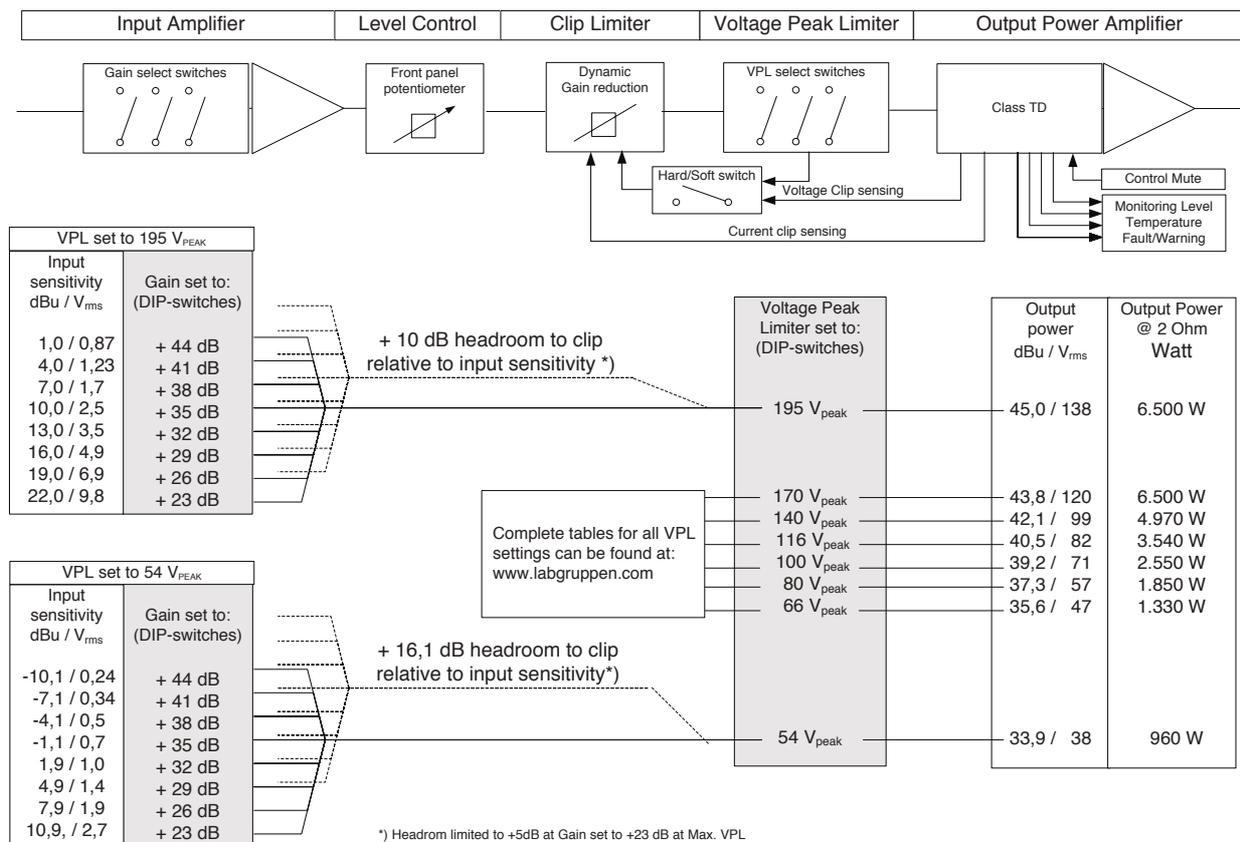 Input Amplifier
Level Control
Clip Limiter
Voltage Peak Limiter
Output Power Amplifier
Gain select switches
Front panel
potentiometer
Dynamic
Gain reduction
VPL select switches
Class TD
Hard/Soft switch
Voltage Clip sensing
Current clip sensing
Control Mute
Monitoring Level
Temperature
Fault/Warning
VPL set to 195 VPEAK
Input
sensitivity
dBu / Vrms
Gain set to:
(DIP-switches)
1,0 / 0,87 + 44 dB
4,0 / 1,23 + 41 dB
7,0 / 1,7 + 38 dB
10,0 / 2,5 + 35 dB
13,0 / 3,5 + 32 dB
16,0 / 4,9 + 29 dB
19,0 / 6,9 + 26 dB
22,0 / 9,8 + 23 dB
+ 10 dB headroom to clip
relative to input sensitivity *)
Voltage Peak
Limiter set to:
(DIP-switches)
Output
power
dBu / Vrms
Output Power
@ 2 Ohm
Watt
195 Vpeak 45,0 / 138 6.500 W
170 Vpeak 43,8 / 120 6.500 W
140 Vpeak 42,1 / 99 4.970 W
116 Vpeak 40,5 / 82 3.540 W
100 Vpeak 39,2 / 71 2.550 W
80 Vpeak 37,3 / 57 1.850 W
66 Vpeak 35,6 / 47 1.330 W
54 Vpeak 33,9 / 38 960 W
Complete tables for all VPL
settings can be found at:
www.labgruppen.com
VPL set to 54 VPEAK
Input
sensitivity
dBu / Vrms
Gain set to:
(DIP-switches)
-10,1 / 0,24 + 44 dB
-7,1 / 0,34 + 41 dB
-4,1 / 0,5 + 38 dB
-1,1 / 0,7 + 35 dB
1,9 / 1,0 + 32 dB
4,9 / 1,4 + 29 dB
7,9 / 1,9 + 26 dB
10,9, / 2,7 + 23 dB
+ 16,1 dB headroom to clip
relative to input sensitivity*)
*) Headrom limited to +5dB at Gain set to +23 dB at Max. VPL